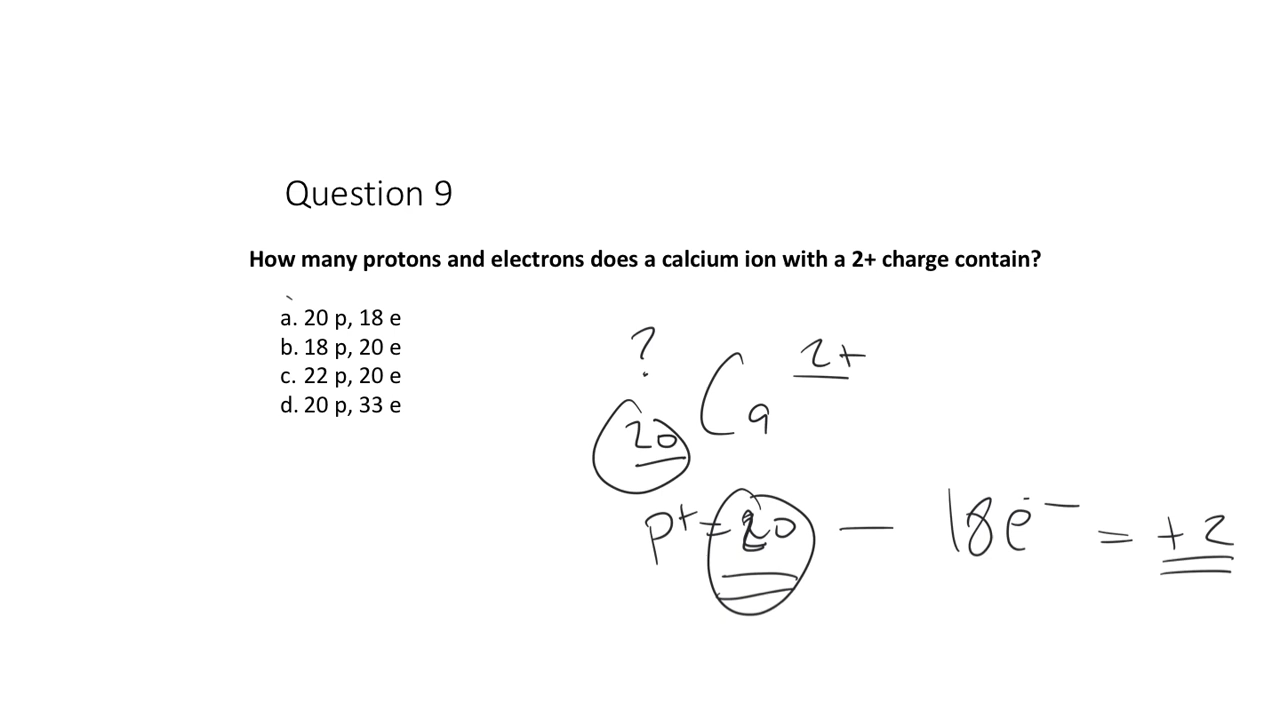 Question 9
How many protons and electrons does a calcium ion with a 2+ charge contain?
a. 20 p, 18 e
b. 18 p, 20 e
c. 22 p, 20 e
d. 20 p, 33 e
?
20 Ca 2+
p+ = 20 — 18 e− = +2